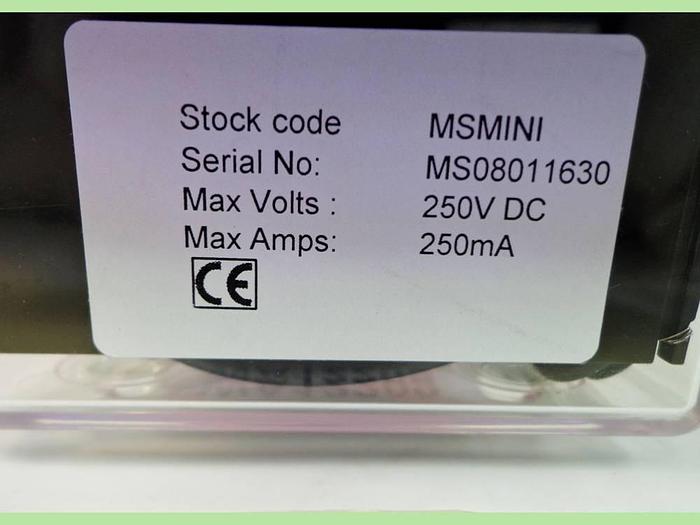 Stock code MSMINI
Serial No: MS08011630
Max Volts : 250V DC
Max Amps: 250mA
CE